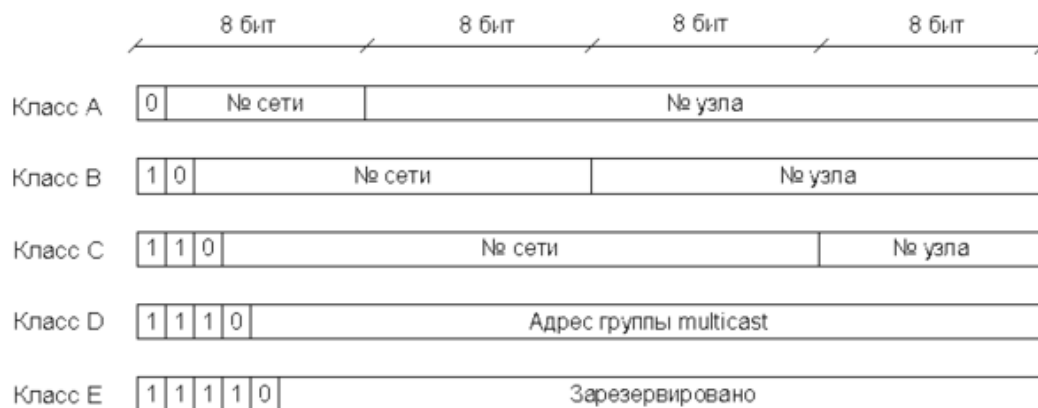 8 бит 8 бит 8 бит 8 бит
Класс A 0 № сети № узла
Класс B 1 0 № сети № узла
Класс C 1 1 0 № сети № узла
Класс D 1 1 1 0 Адрес группы multicast
Класс E 1 1 1 1 0 Зарезервировано